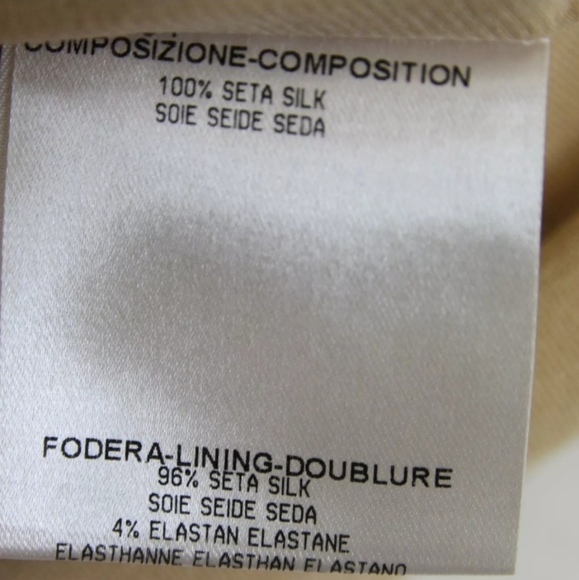 COMPOSIZIONE-COMPOSITION
100% SETA SILK
SOIE SEIDE SEDA
FODERA-LINING-DOUBLURE
96% SETA SILK
SOIE SEIDE SEDA
4% ELASTAN ELASTANE
ELASTHANNE ELASTHAN ELASTANO